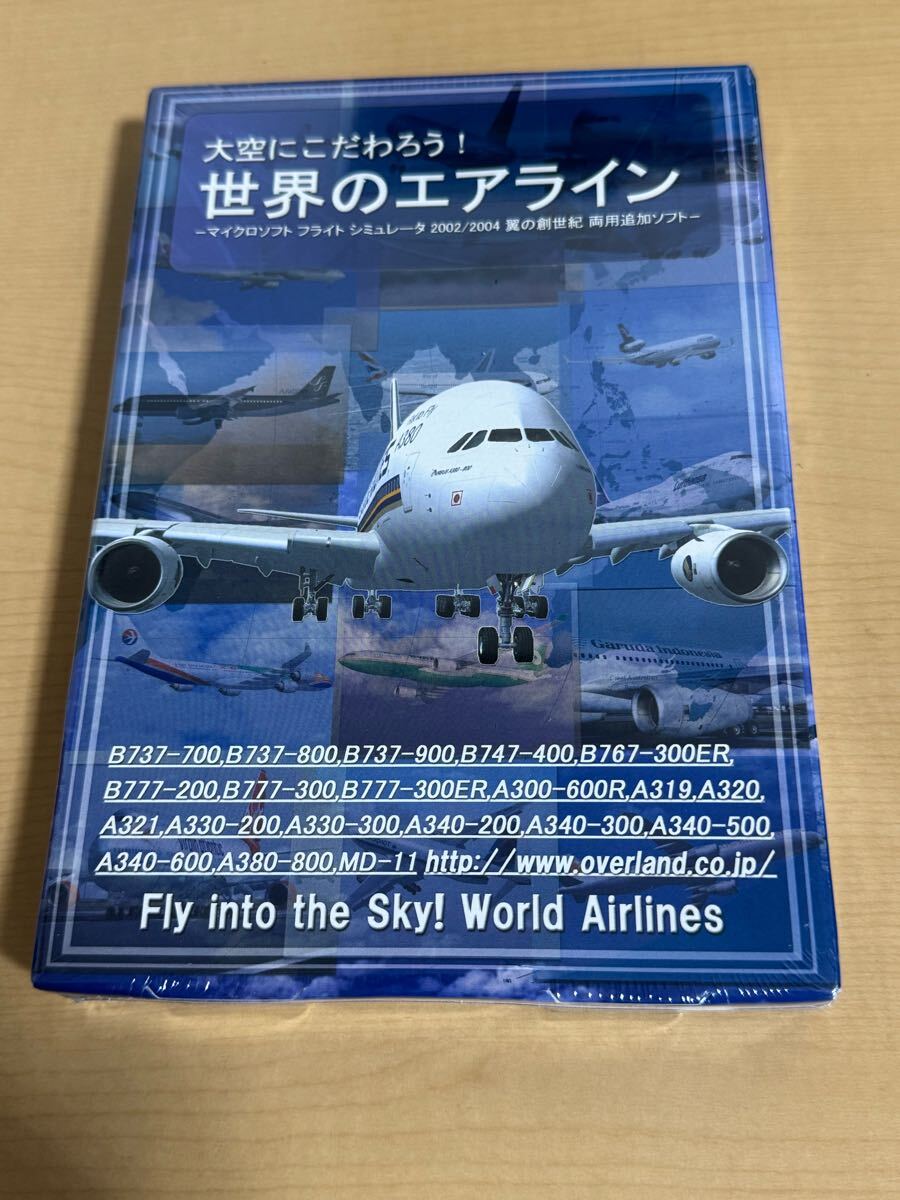 大空にこだわろう！
世界のエアライン
－マイクロソフト フライト シミュレータ 2002/2004 翼の創世紀 両用追加ソフト－
A380
Lufthansa
Garuda Indonesia
B737-700,B737-800,B737-900,B747-400,B767-300ER,
B777-200,B777-300,B777-300ER,A300-600R,A319,A320,
A321,A330-200,A330-300,A340-200,A340-300,A340-500,
A340-600,A380-800,MD-11 http://www.overland.co.jp/
Fly into the Sky! World Airlines